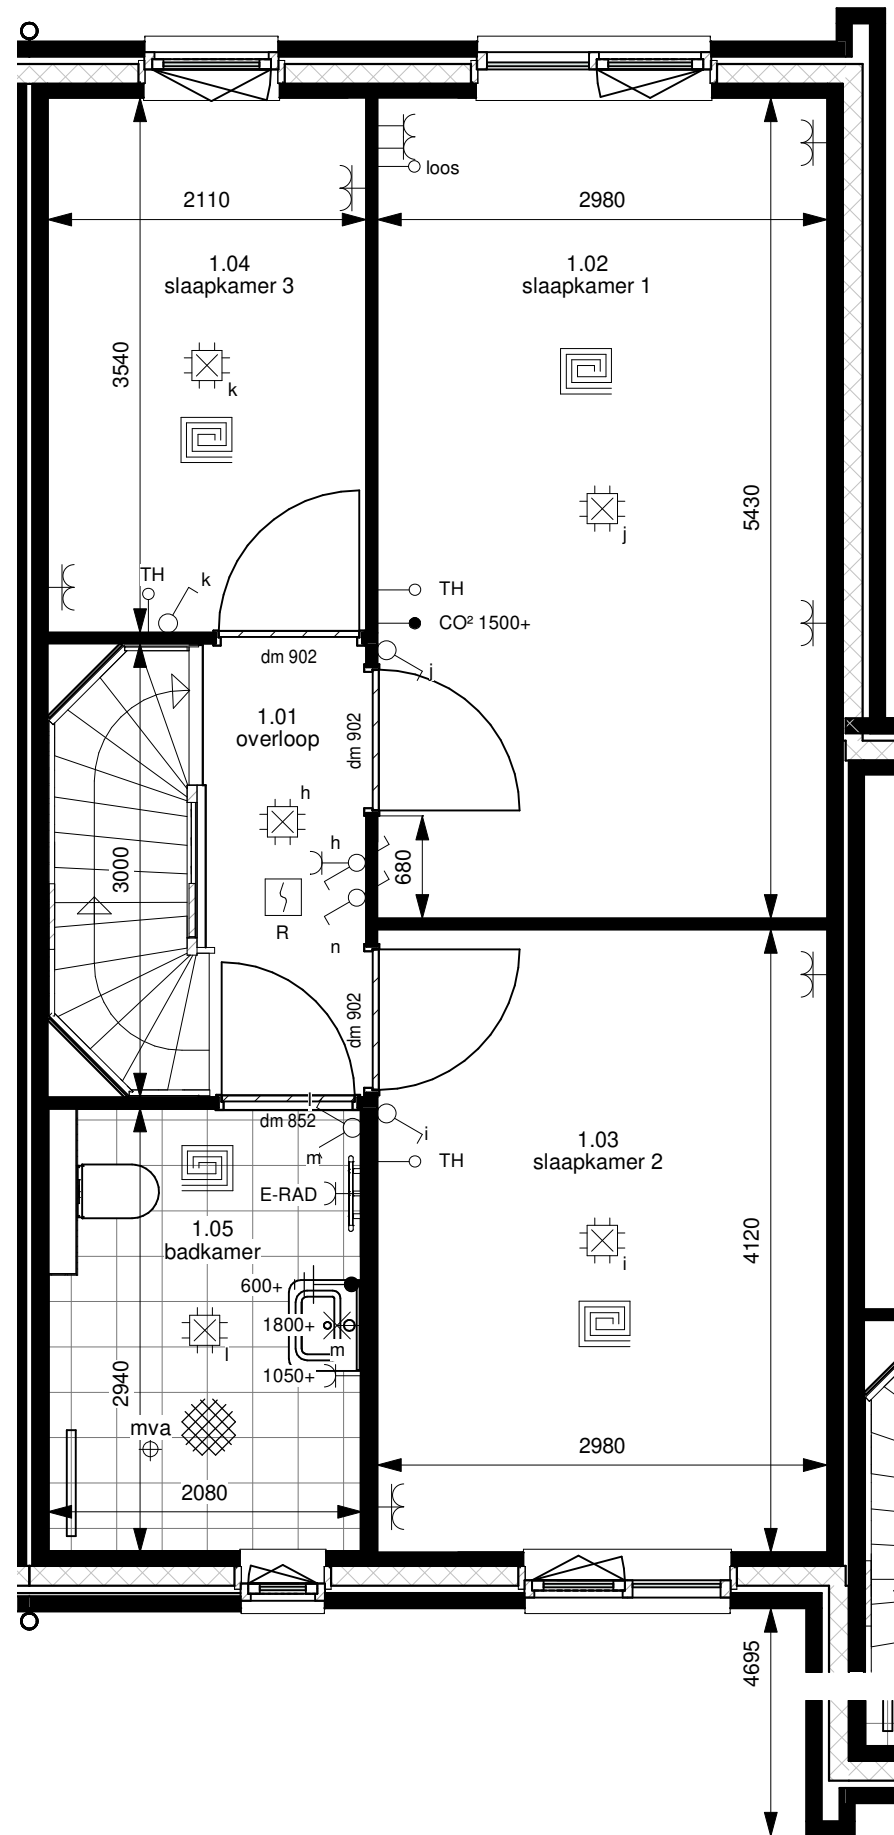 loos
2110
2980
1.04
slaapkamer 3
1.02
slaapkamer 1
3540
k
5430
j
TH
k
TH
CO² 1500+
dm 902
j
1.01
overloop
dm 902
h
h
3000
680
R
n
dm 902
dm 852
l
m
i
TH
1.03
slaapkamer 2
E-RAD
1.05
badkamer
4120
i
600+
1800+
m
l
1050+
2940
mva
2980
2080
4695